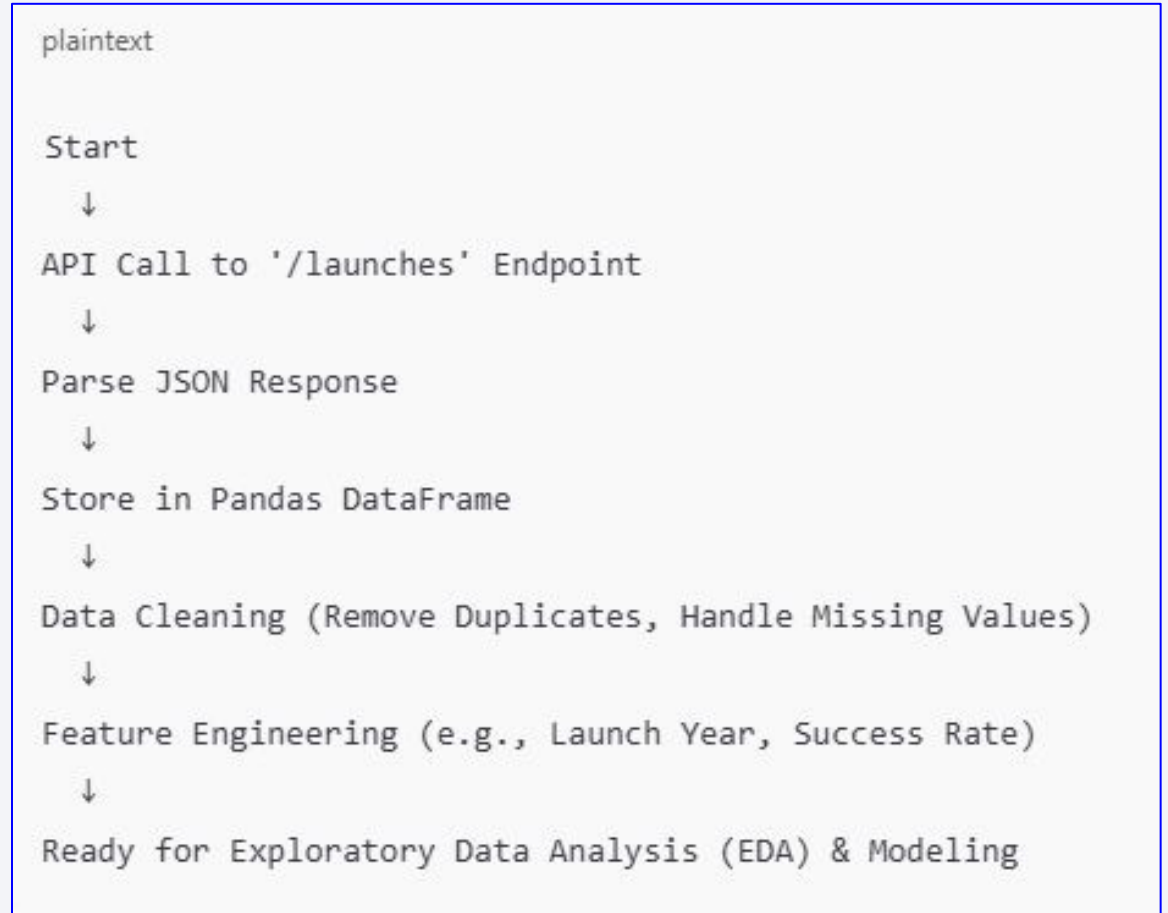 plaintext
Start
↓
API Call to '/launches' Endpoint
↓
Parse JSON Response
↓
Store in Pandas DataFrame
↓
Data Cleaning (Remove Duplicates, Handle Missing Values)
↓
Feature Engineering (e.g., Launch Year, Success Rate)
↓
Ready for Exploratory Data Analysis (EDA) & Modeling